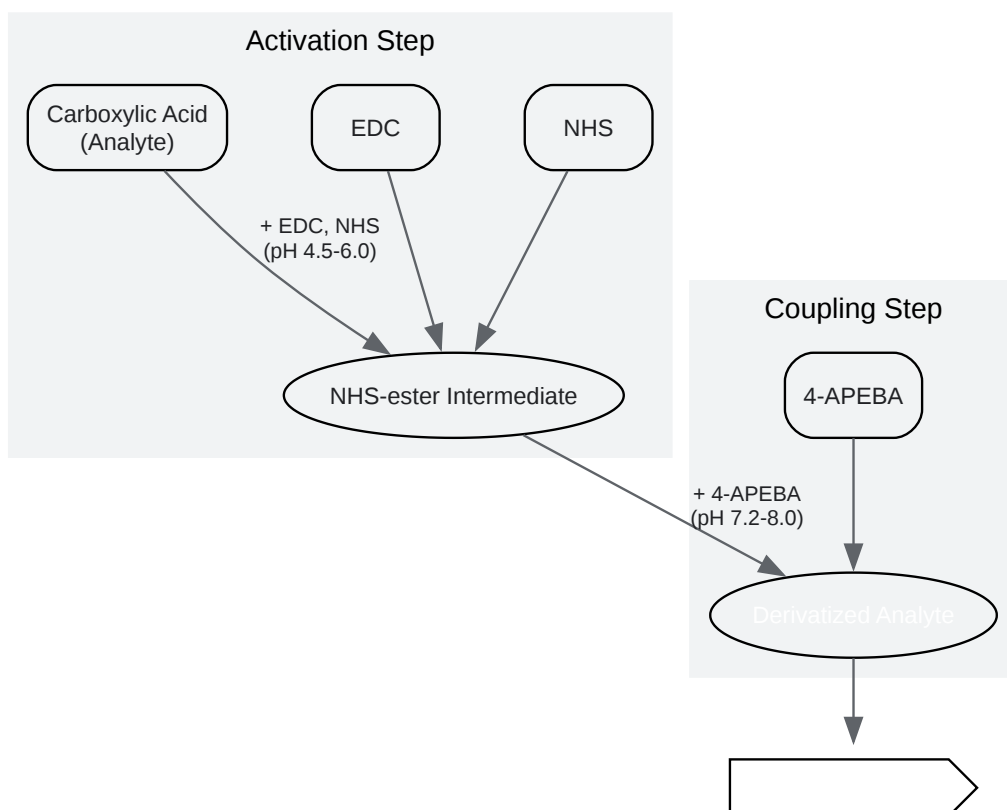 Activation Step
Carboxylic Acid
(Analyte)
EDC
NHS
+ EDC, NHS
(pH 4.5-6.0)
NHS-ester Intermediate
Coupling Step
4-APEBA
+ 4-APEBA
(pH 7.2-8.0)
Derivatized Analyte